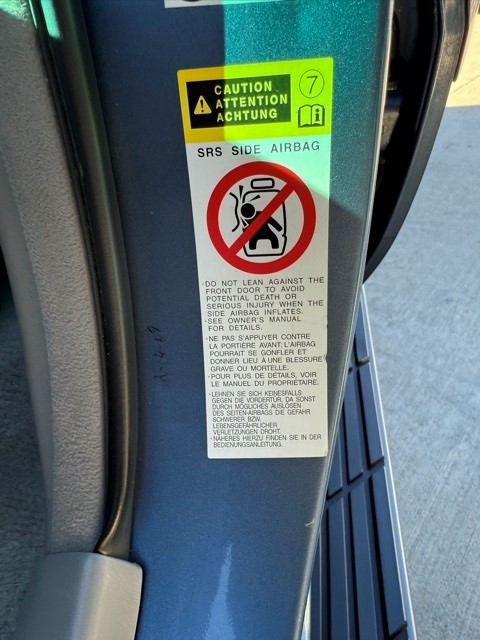 CAUTION
ATTENTION
ACHTUNG
7
SRS SIDE AIRBAG
·DO NOT LEAN AGAINST THE
FRONT DOOR TO AVOID
POTENTIAL DEATH OR
SERIOUS INJURY WHEN THE
SIDE AIRBAG INFLATES.
·SEE OWNER'S MANUAL
FOR DETAILS.
·NE PAS S'APPUYER CONTRE
LA PORTIÈRE AVANT; L'AIRBAG
POURRAIT SE GONFLER ET
DONNER LIEU À UNE BLESSURE
GRAVE OU MORTELLE.
·POUR PLUS DE DÉTAILS, VOIR
LE MANUEL DU PROPRIÉTAIRE.
·LEHNEN SIE SICH KEINESFALLS
GEGEN DIE VORDERTÜR, DA SONST
DURCH MÖGLICHES AUSLÖSEN
DES SEITEN-AIRBAGS DIE GEFAHR
SCHWERER BZW.
LEBENSGEFÄHRLICHER
VERLETZUNGEN DROHT.
·NÄHERES HIERZU FINDEN SIE IN DER
BEDIENUNGSANLEITUNG.